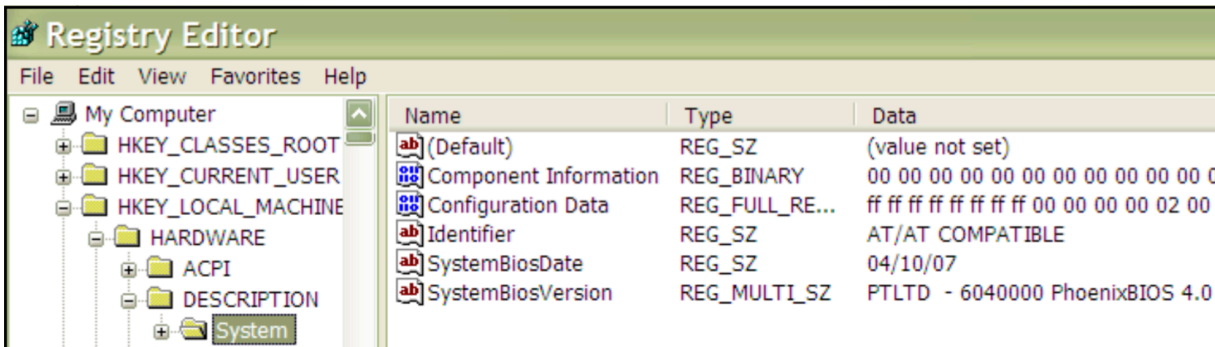 Registry Editor
File Edit View Favorites Help
My Computer
HKEY_CLASSES_ROOT
HKEY_CURRENT_USER
HKEY_LOCAL_MACHINE
HARDWARE
ACPI
DESCRIPTION
System
Name Type Data
(Default) REG_SZ (value not set)
Component Information REG_BINARY 00 00 00 00 00 00 00 00 00 00 00 0
Configuration Data REG_FULL_RE... ff ff ff ff ff ff ff ff 00 00 00 00 02 00
Identifier REG_SZ AT/AT COMPATIBLE
SystemBiosDate REG_SZ 04/10/07
SystemBiosVersion REG_MULTI_SZ PTLTD - 6040000 PhoenixBIOS 4.0